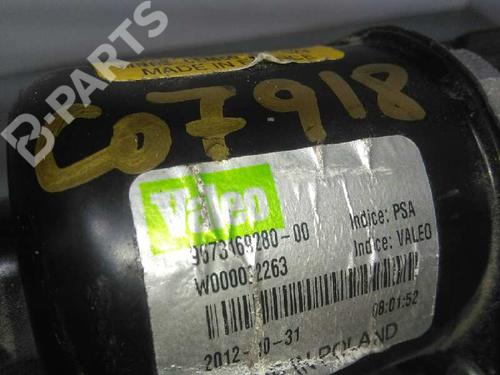 B-PARTS
MADE IN
C07918
Valeo
9673169280-00
Indice: PSA
W000032263
Indice: VALEO
2012-10-31
08:01:52
IN POLAND